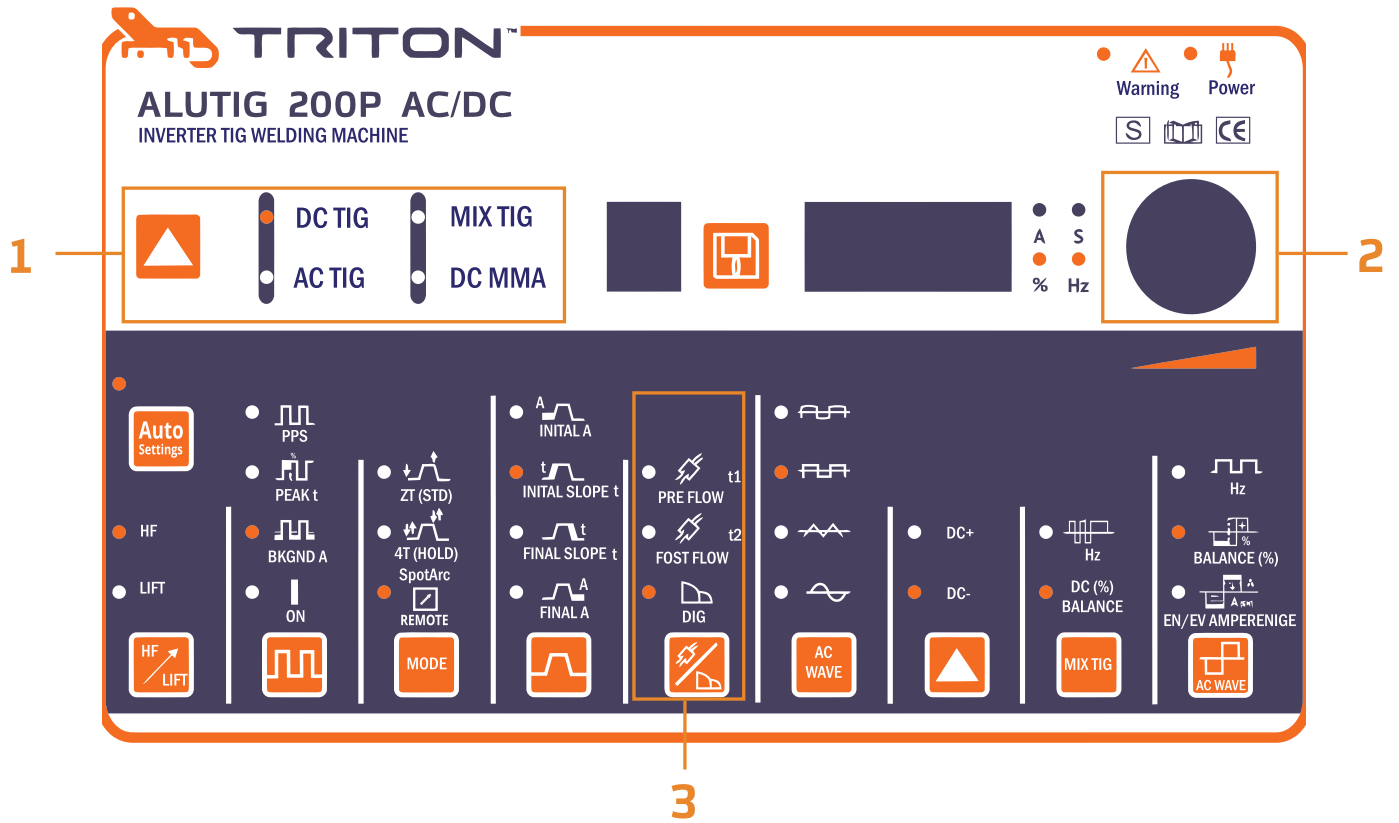 TRITON™
ALUTIG 200P AC/DC
INVERTER TIG WELDING MACHINE
Warning
Power
S
CE
1
DC TIG
MIX TIG
AC TIG
DC MMA
A
S
%
Hz
2
Auto
Settings
HF
LIFT
HF
LIFT
PPS
%
PEAK t
BKGND A
ON
ZT (STD)
4T (HOLD)
SpotArc
REMOTE
MODE
A
INITAL A
t
INITAL SLOPE t
t
FINAL SLOPE t
A
FINAL A
t1
PRE FLOW
t2
FOST FLOW
DIG
AC
WAVE
DC+
DC-
Hz
DC (%)
BALANCE
MIX TIG
Hz
%
BALANCE (%)
EN/EV AMPERENIGE
AC WAVE
3